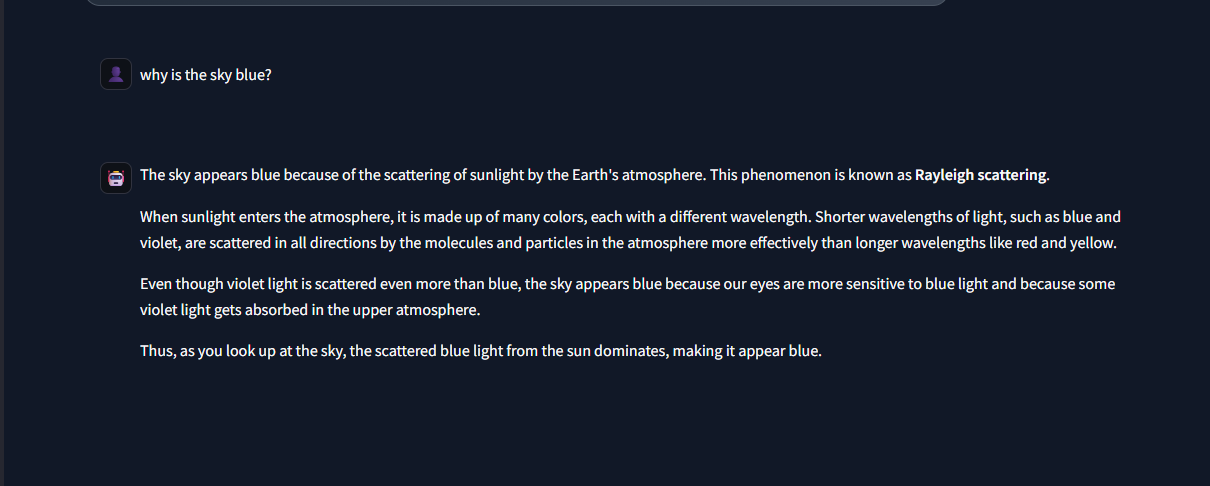 why is the sky blue?
The sky appears blue because of the scattering of sunlight by the Earth's atmosphere. This phenomenon is known as Rayleigh scattering.
When sunlight enters the atmosphere, it is made up of many colors, each with a different wavelength. Shorter wavelengths of light, such as blue and
violet, are scattered in all directions by the molecules and particles in the atmosphere more effectively than longer wavelengths like red and yellow.
Even though violet light is scattered even more than blue, the sky appears blue because our eyes are more sensitive to blue light and because some
violet light gets absorbed in the upper atmosphere.
Thus, as you look up at the sky, the scattered blue light from the sun dominates, making it appear blue.